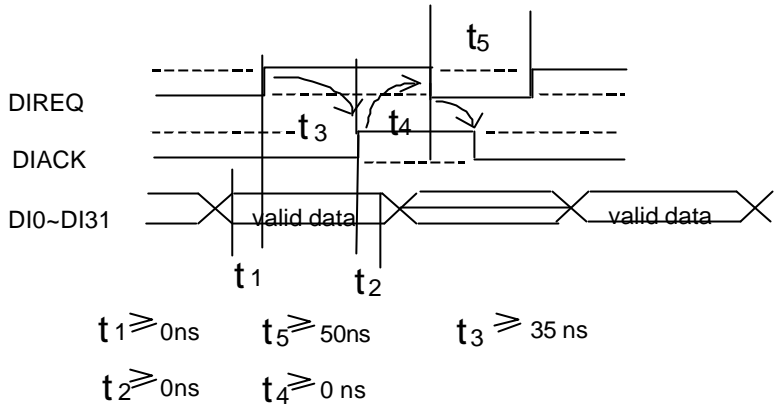 t5
DIREQ
t3 t4
DIACK
DI0~DI31 valid data valid data
t1 t2
t1 ≥ 0ns t5 ≥ 50ns t3 ≥ 35 ns
t2 ≥ 0ns t4 ≥ 0 ns